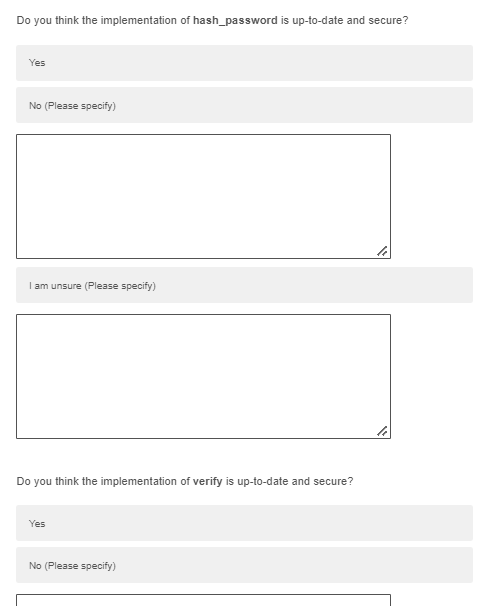 Do you think the implementation of hash_password is up-to-date and secure?
Yes
No (Please specify)
I am unsure (Please specify)
Do you think the implementation of verify is up-to-date and secure?
Yes
No (Please specify)